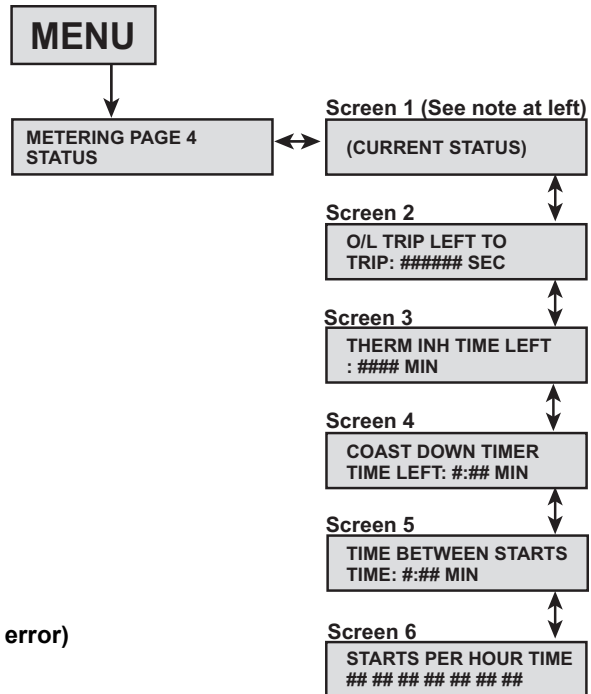 MENU
METERING PAGE 4
STATUS
Screen 1 (See note at left)
(CURRENT STATUS)
Screen 2
O/L TRIP LEFT TO
TRIP: ###### SEC
Screen 3
THERM INH TIME LEFT
: #### MIN
Screen 4
COAST DOWN TIMER
TIME LEFT: #:## MIN
Screen 5
TIME BETWEEN STARTS
TIME: #:## MIN
error)
Screen 6
STARTS PER HOUR TIME
## ## ## ## ## ## ##